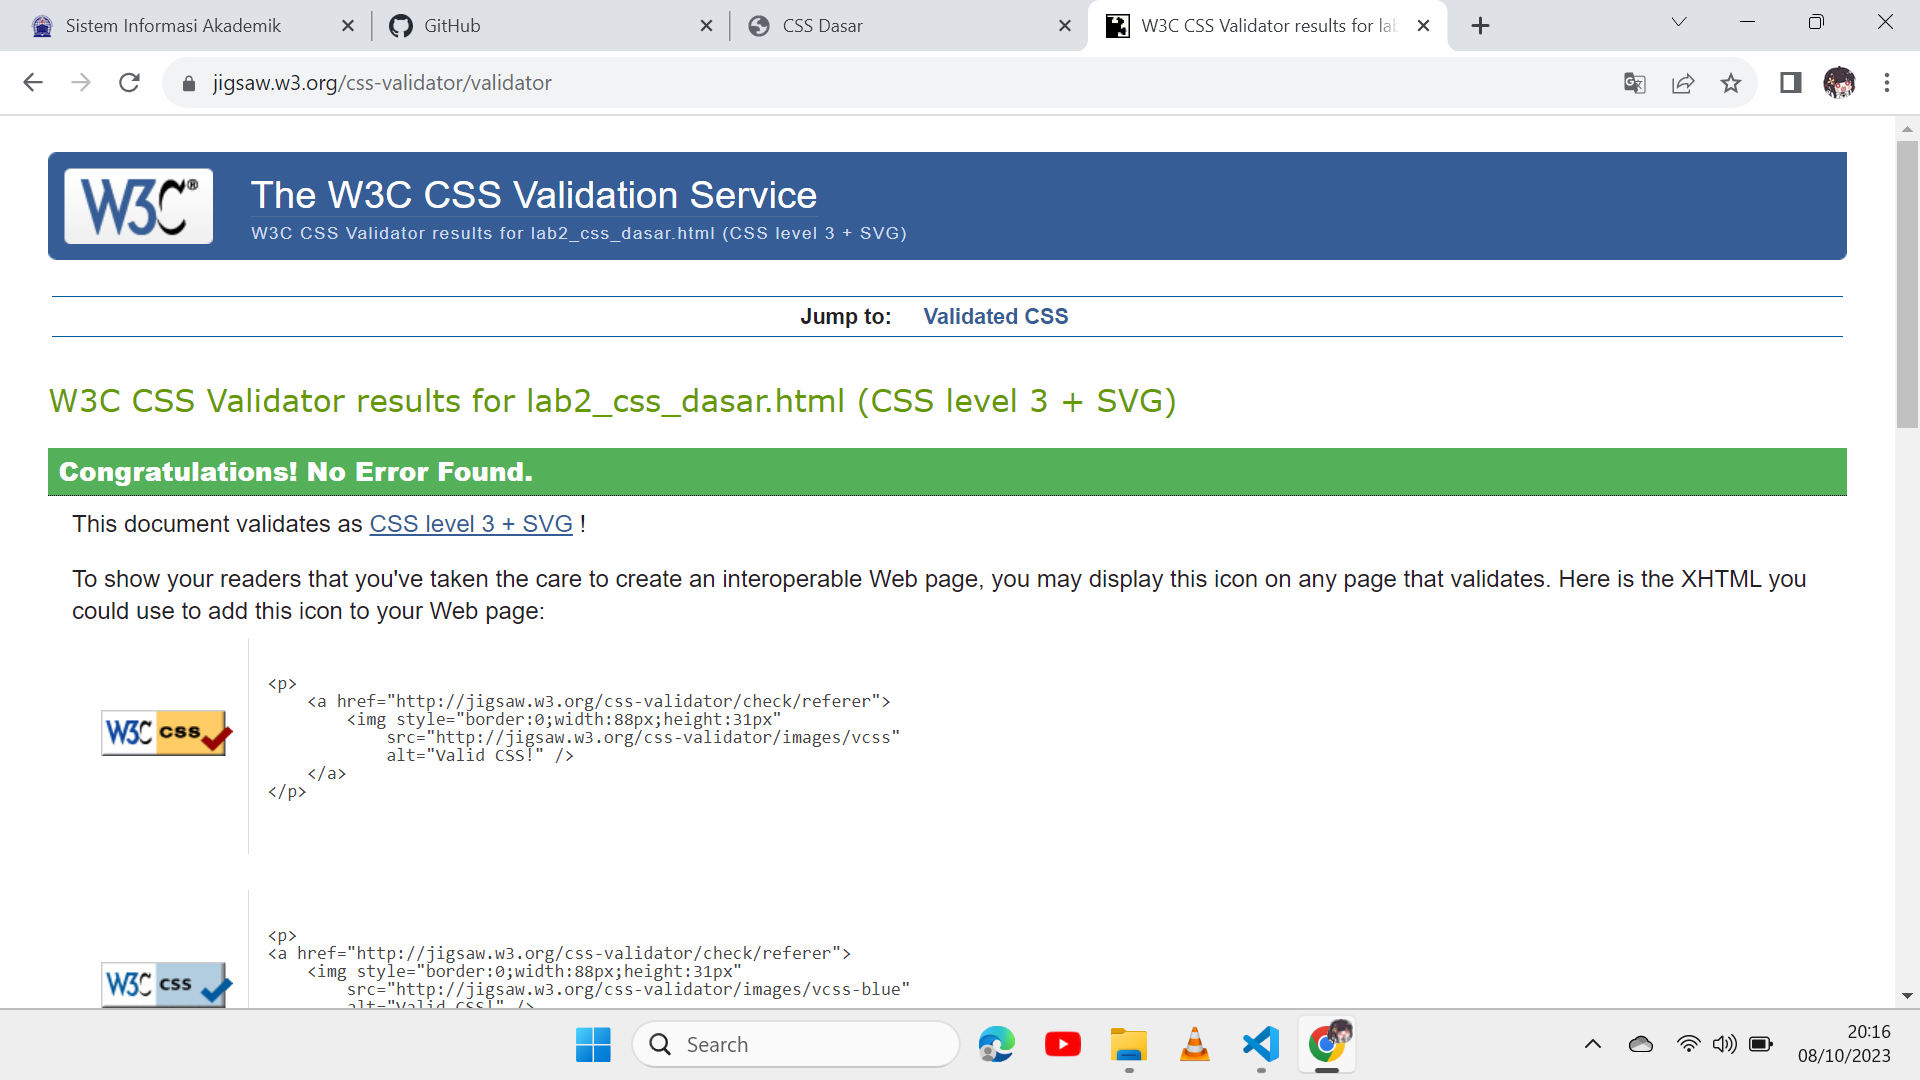 Sistem Informasi Akademik
GitHub
CSS Dasar
W3C CSS Validator results for lab
jigsaw.w3.org/css-validator/validator
W3C®
The W3C CSS Validation Service
W3C CSS Validator results for lab2_css_dasar.html (CSS level 3 + SVG)
Jump to: Validated CSS
W3C CSS Validator results for lab2_css_dasar.html (CSS level 3 + SVG)
Congratulations! No Error Found.
This document validates as CSS level 3 + SVG !
To show your readers that you've taken the care to create an interoperable Web page, you may display this icon on any page that validates. Here is the XHTML you
could use to add this icon to your Web page:
W3C css
<p>
<a href="http://jigsaw.w3.org/css-validator/check/referer">
<img style="border:0;width:88px;height:31px"
src="http://jigsaw.w3.org/css-validator/images/vcss"
alt="Valid CSS!" />
</a>
</p>
W3C css
<p>
<a href="http://jigsaw.w3.org/css-validator/check/referer">
<img style="border:0;width:88px;height:31px"
src="http://jigsaw.w3.org/css-validator/images/vcss-blue"
alt="Valid CSS!" />
Search
20:16
08/10/2023